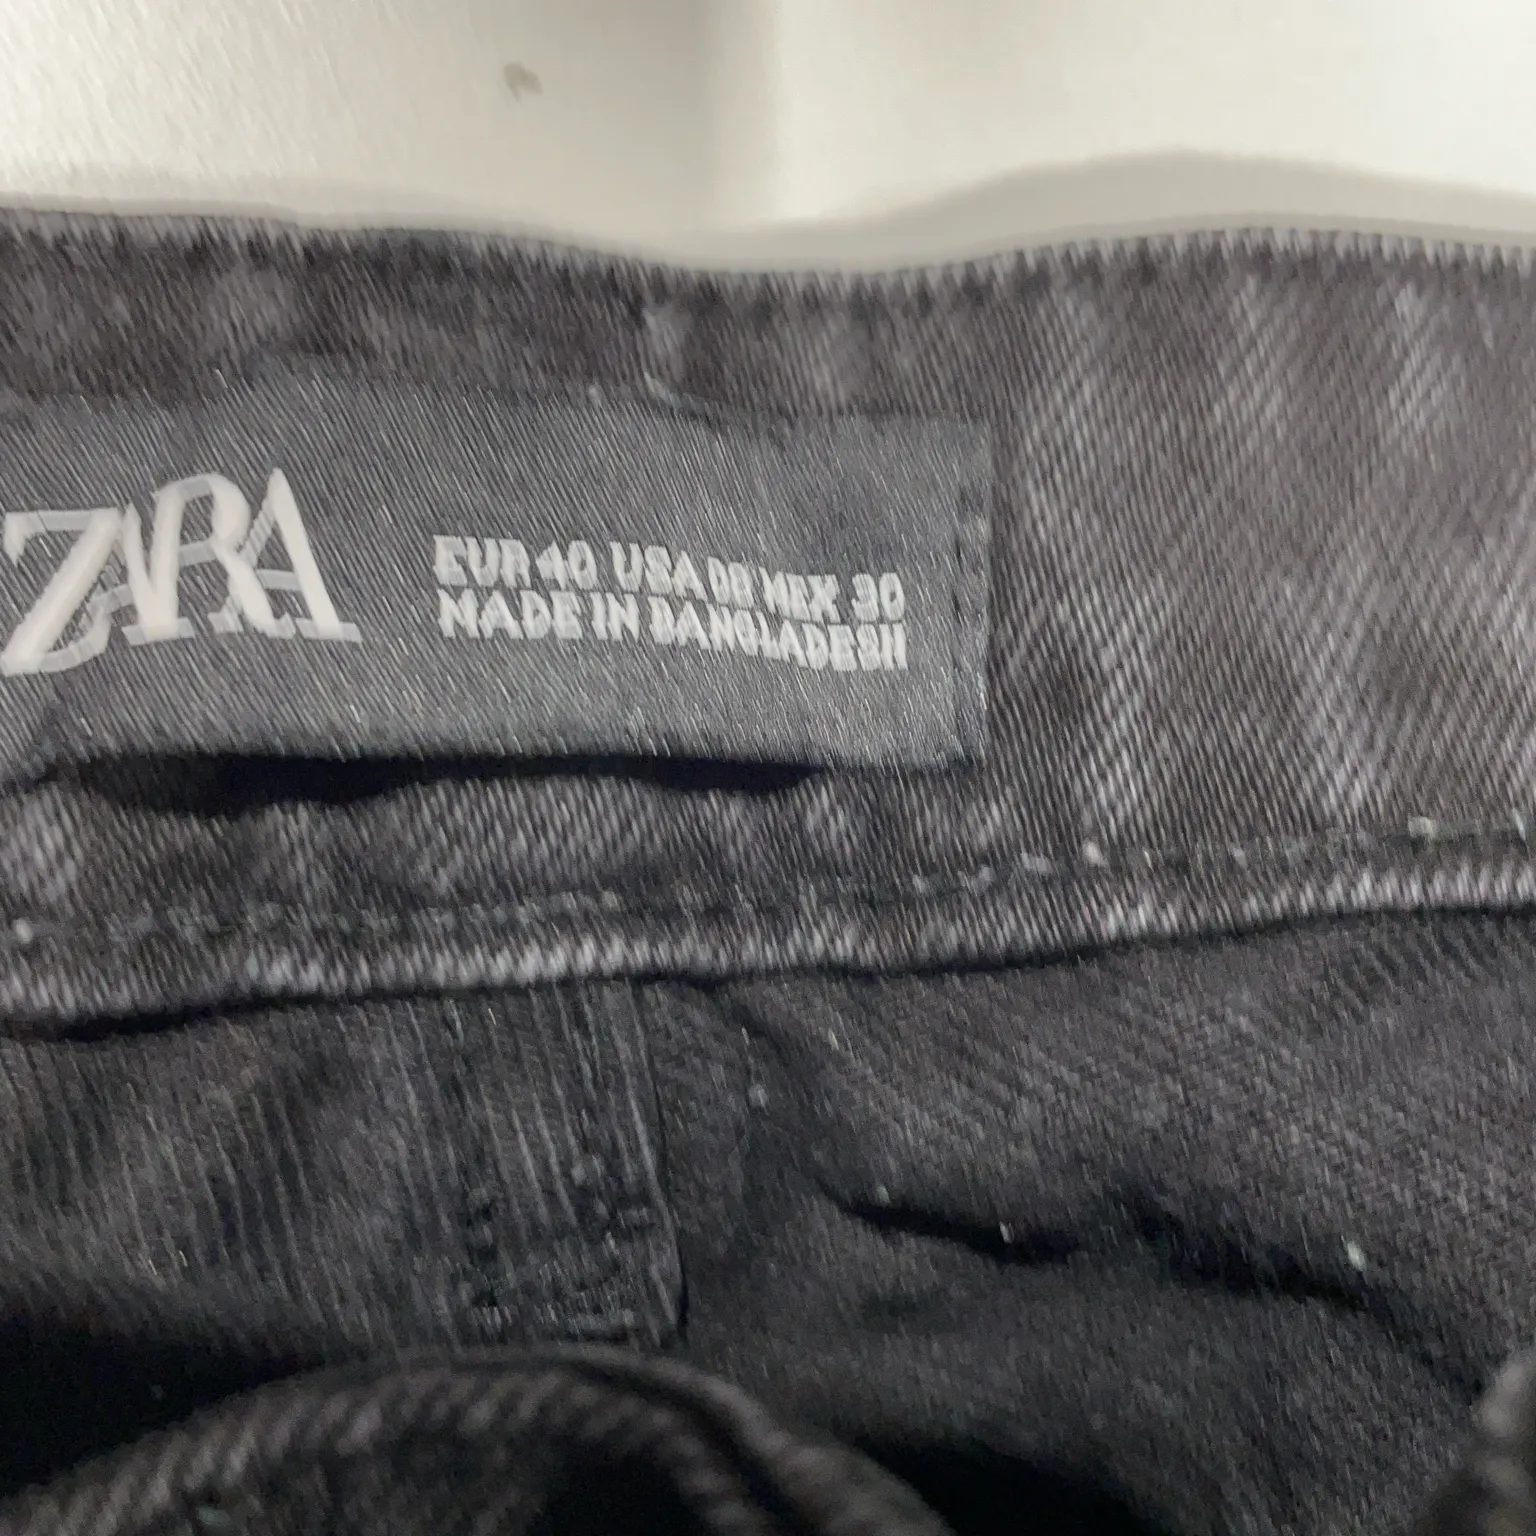 ZARA
EUR 40 USA 08 MEX 30
MADE IN BANGLADESH